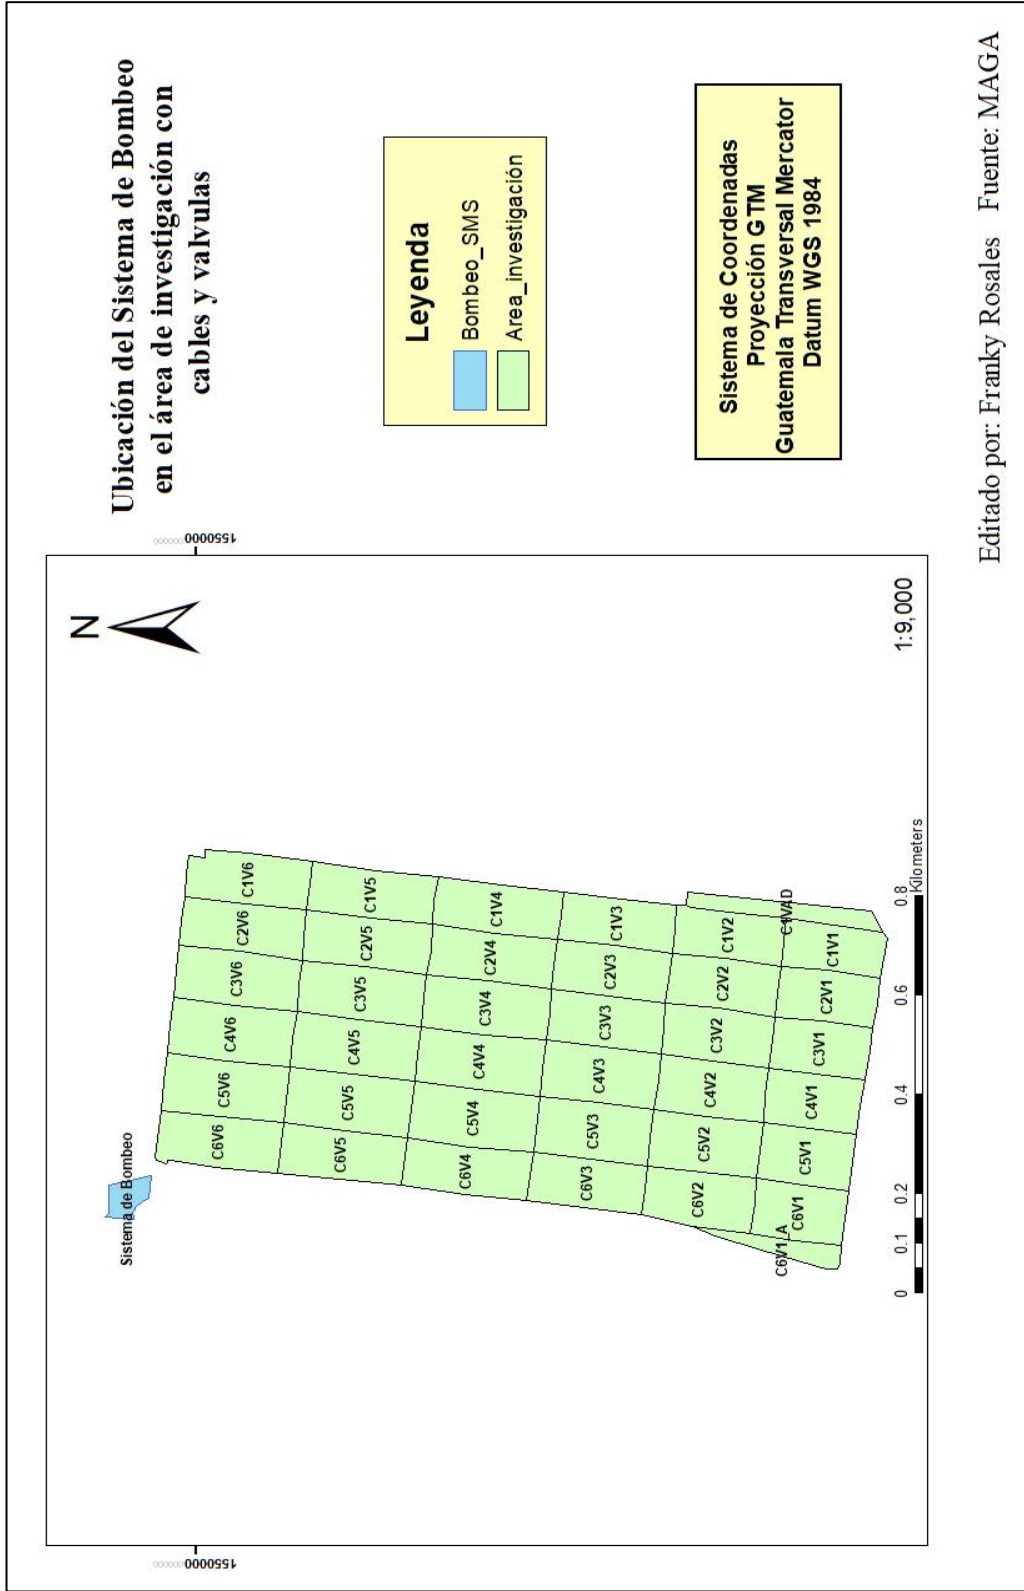 Ubicación del Sistema de Bombeo
en el área de investigación con
cables y valvulas
N
1550000000000
1550000000000
Sistema de Bombeo
C6V6 C5V6 C4V6 C3V6 C2V6 C1V6
C6V5 C5V5 C4V5 C3V5 C2V5 C1V5
C6V4 C5V4 C4V4 C3V4 C2V4 C1V4
C6V3 C5V3 C4V3 C3V3 C2V3 C1V3
C6V2 C5V2 C4V2 C3V2 C2V2 C1V2
C6V1_A C1VAD
C6V1 C5V1 C4V1 C3V1 C2V1 C1V1
0 0.1 0.2 0.4 0.6 0.8
Kilometers
1:9,000
Leyenda
Bombeo_SMS
Area_investigación
Sistema de Coordenadas
Proyección GTM
Guatemala Transversal Mercator
Datum WGS 1984
Editado por: Franky Rosales Fuente: MAGA